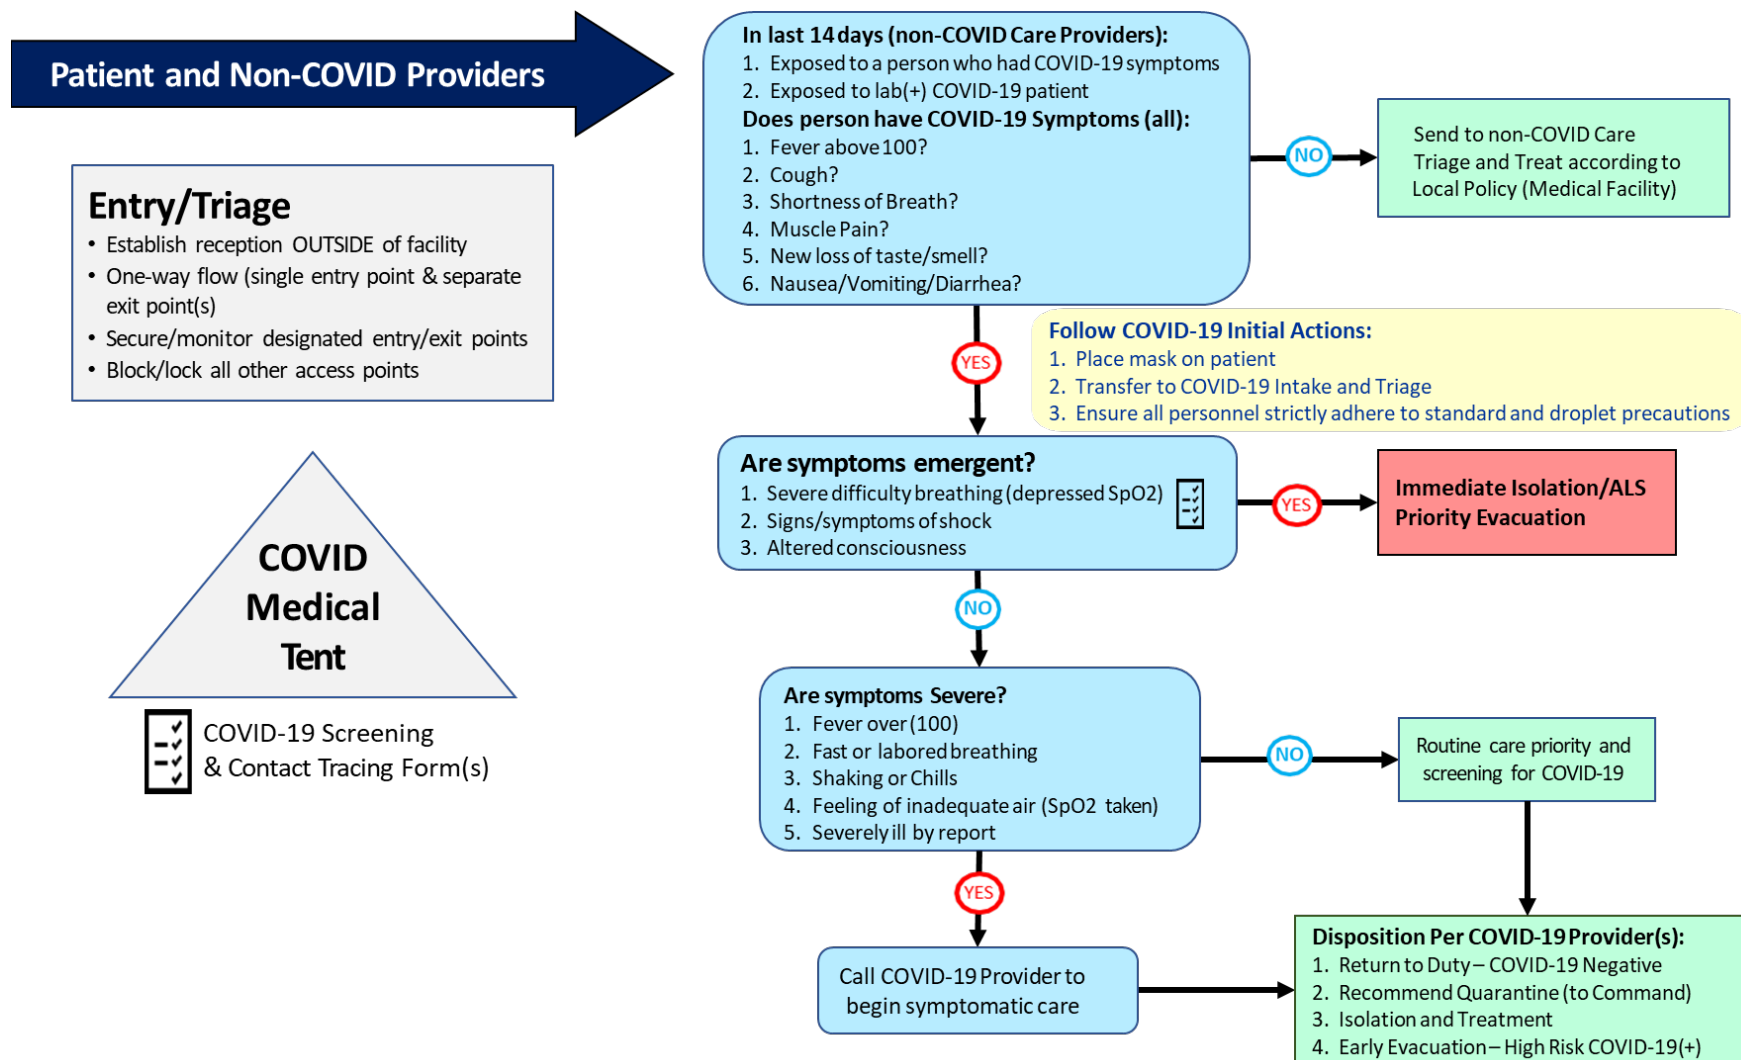 Patient and Non-COVID Providers
In last 14 days (non-COVID Care Providers):
1. Exposed to a person who had COVID-19 symptoms
2. Exposed to lab(+) COVID-19 patient
Does person have COVID-19 Symptoms (all):
1. Fever above 100?
2. Cough?
3. Shortness of Breath?
4. Muscle Pain?
5. New loss of taste/smell?
6. Nausea/Vomiting/Diarrhea?
NO
Send to non-COVID Care
Triage and Treat according to
Local Policy (Medical Facility)
Entry/Triage
• Establish reception OUTSIDE of facility
• One-way flow (single entry point & separate
exit point(s)
• Secure/monitor designated entry/exit points
• Block/lock all other access points
YES
Follow COVID-19 Initial Actions:
1. Place mask on patient
2. Transfer to COVID-19 Intake and Triage
3. Ensure all personnel strictly adhere to standard and droplet precautions
Are symptoms emergent?
1. Severe difficulty breathing (depressed SpO2)
2. Signs/symptoms of shock
3. Altered consciousness
YES
Immediate Isolation/ALS
Priority Evacuation
COVID
Medical
Tent
COVID-19 Screening
& Contact Tracing Form(s)
NO
Are symptoms Severe?
1. Fever over (100)
2. Fast or labored breathing
3. Shaking or Chills
4. Feeling of inadequate air (SpO2 taken)
5. Severely ill by report
NO
Routine care priority and
screening for COVID-19
YES
Call COVID-19 Provider to
begin symptomatic care
Disposition Per COVID-19 Provider(s):
1. Return to Duty – COVID-19 Negative
2. Recommend Quarantine (to Command)
3. Isolation and Treatment
4. Early Evacuation – High Risk COVID-19(+)